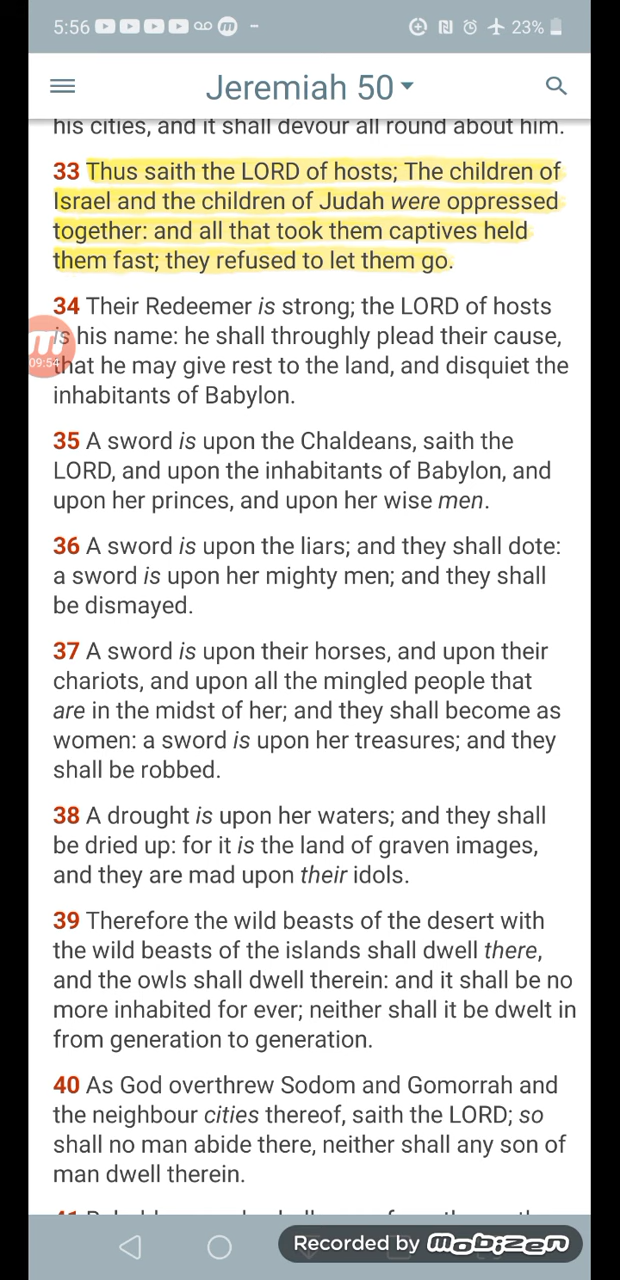 5:56
23%
Jeremiah 50
his cities, and it shall devour all round about him.
33 Thus saith the LORD of hosts; The children of
Israel and the children of Judah were oppressed
together: and all that took them captives held
them fast; they refused to let them go.
34 Their Redeemer is strong; the LORD of hosts
is his name: he shall throughly plead their cause,
09:54
that he may give rest to the land, and disquiet the
inhabitants of Babylon.
35 A sword is upon the Chaldeans, saith the
LORD, and upon the inhabitants of Babylon, and
upon her princes, and upon her wise men.
36 A sword is upon the liars; and they shall dote:
a sword is upon her mighty men; and they shall
be dismayed.
37 A sword is upon their horses, and upon their
chariots, and upon all the mingled people that
are in the midst of her; and they shall become as
women: a sword is upon her treasures; and they
shall be robbed.
38 A drought is upon her waters; and they shall
be dried up: for it is the land of graven images,
and they are mad upon their idols.
39 Therefore the wild beasts of the desert with
the wild beasts of the islands shall dwell there,
and the owls shall dwell therein: and it shall be no
more inhabited for ever; neither shall it be dwelt in
from generation to generation.
40 As God overthrew Sodom and Gomorrah and
the neighbour cities thereof, saith the LORD; so
shall no man abide there, neither shall any son of
man dwell therein.
Recorded by mobizen